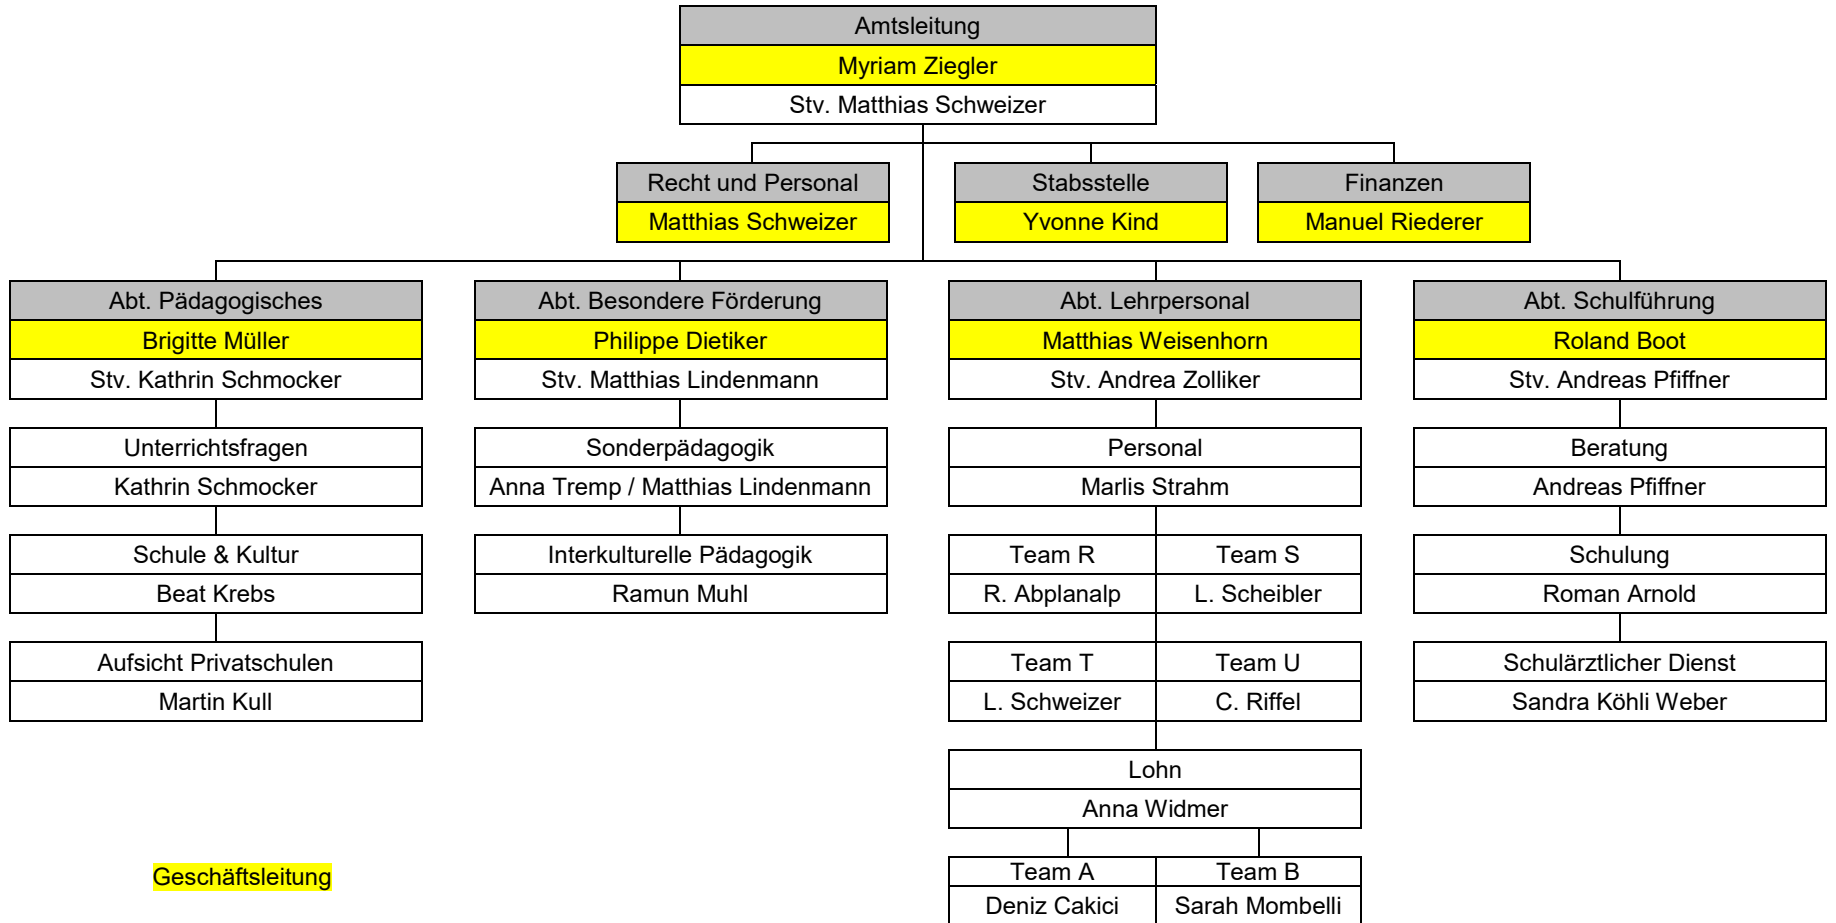 Amtsleitung
Myriam Ziegler
Stv. Matthias Schweizer
Recht und Personal
Matthias Schweizer
Stabsstelle
Yvonne Kind
Finanzen
Manuel Riederer
Abt. Pädagogisches
Brigitte Müller
Stv. Kathrin Schmocker
Unterrichtsfragen
Kathrin Schmocker
Schule & Kultur
Beat Krebs
Aufsicht Privatschulen
Martin Kull
Abt. Besondere Förderung
Philippe Dietiker
Stv. Matthias Lindenmann
Sonderpädagogik
Anna Tremp / Matthias Lindenmann
Interkulturelle Pädagogik
Ramun Muhl
Abt. Lehrpersonal
Matthias Weisenhorn
Stv. Andrea Zolliker
Personal
Marlis Strahm
Team R
R. Abplanalp
Team S
L. Scheibler
Team T
L. Schweizer
Team U
C. Riffel
Lohn
Anna Widmer
Team A
Deniz Cakici
Team B
Sarah Mombelli
Abt. Schulführung
Roland Boot
Stv. Andreas Pfiffner
Beratung
Andreas Pfiffner
Schulung
Roman Arnold
Schulärztlicher Dienst
Sandra Köhli Weber
Geschäftsleitung